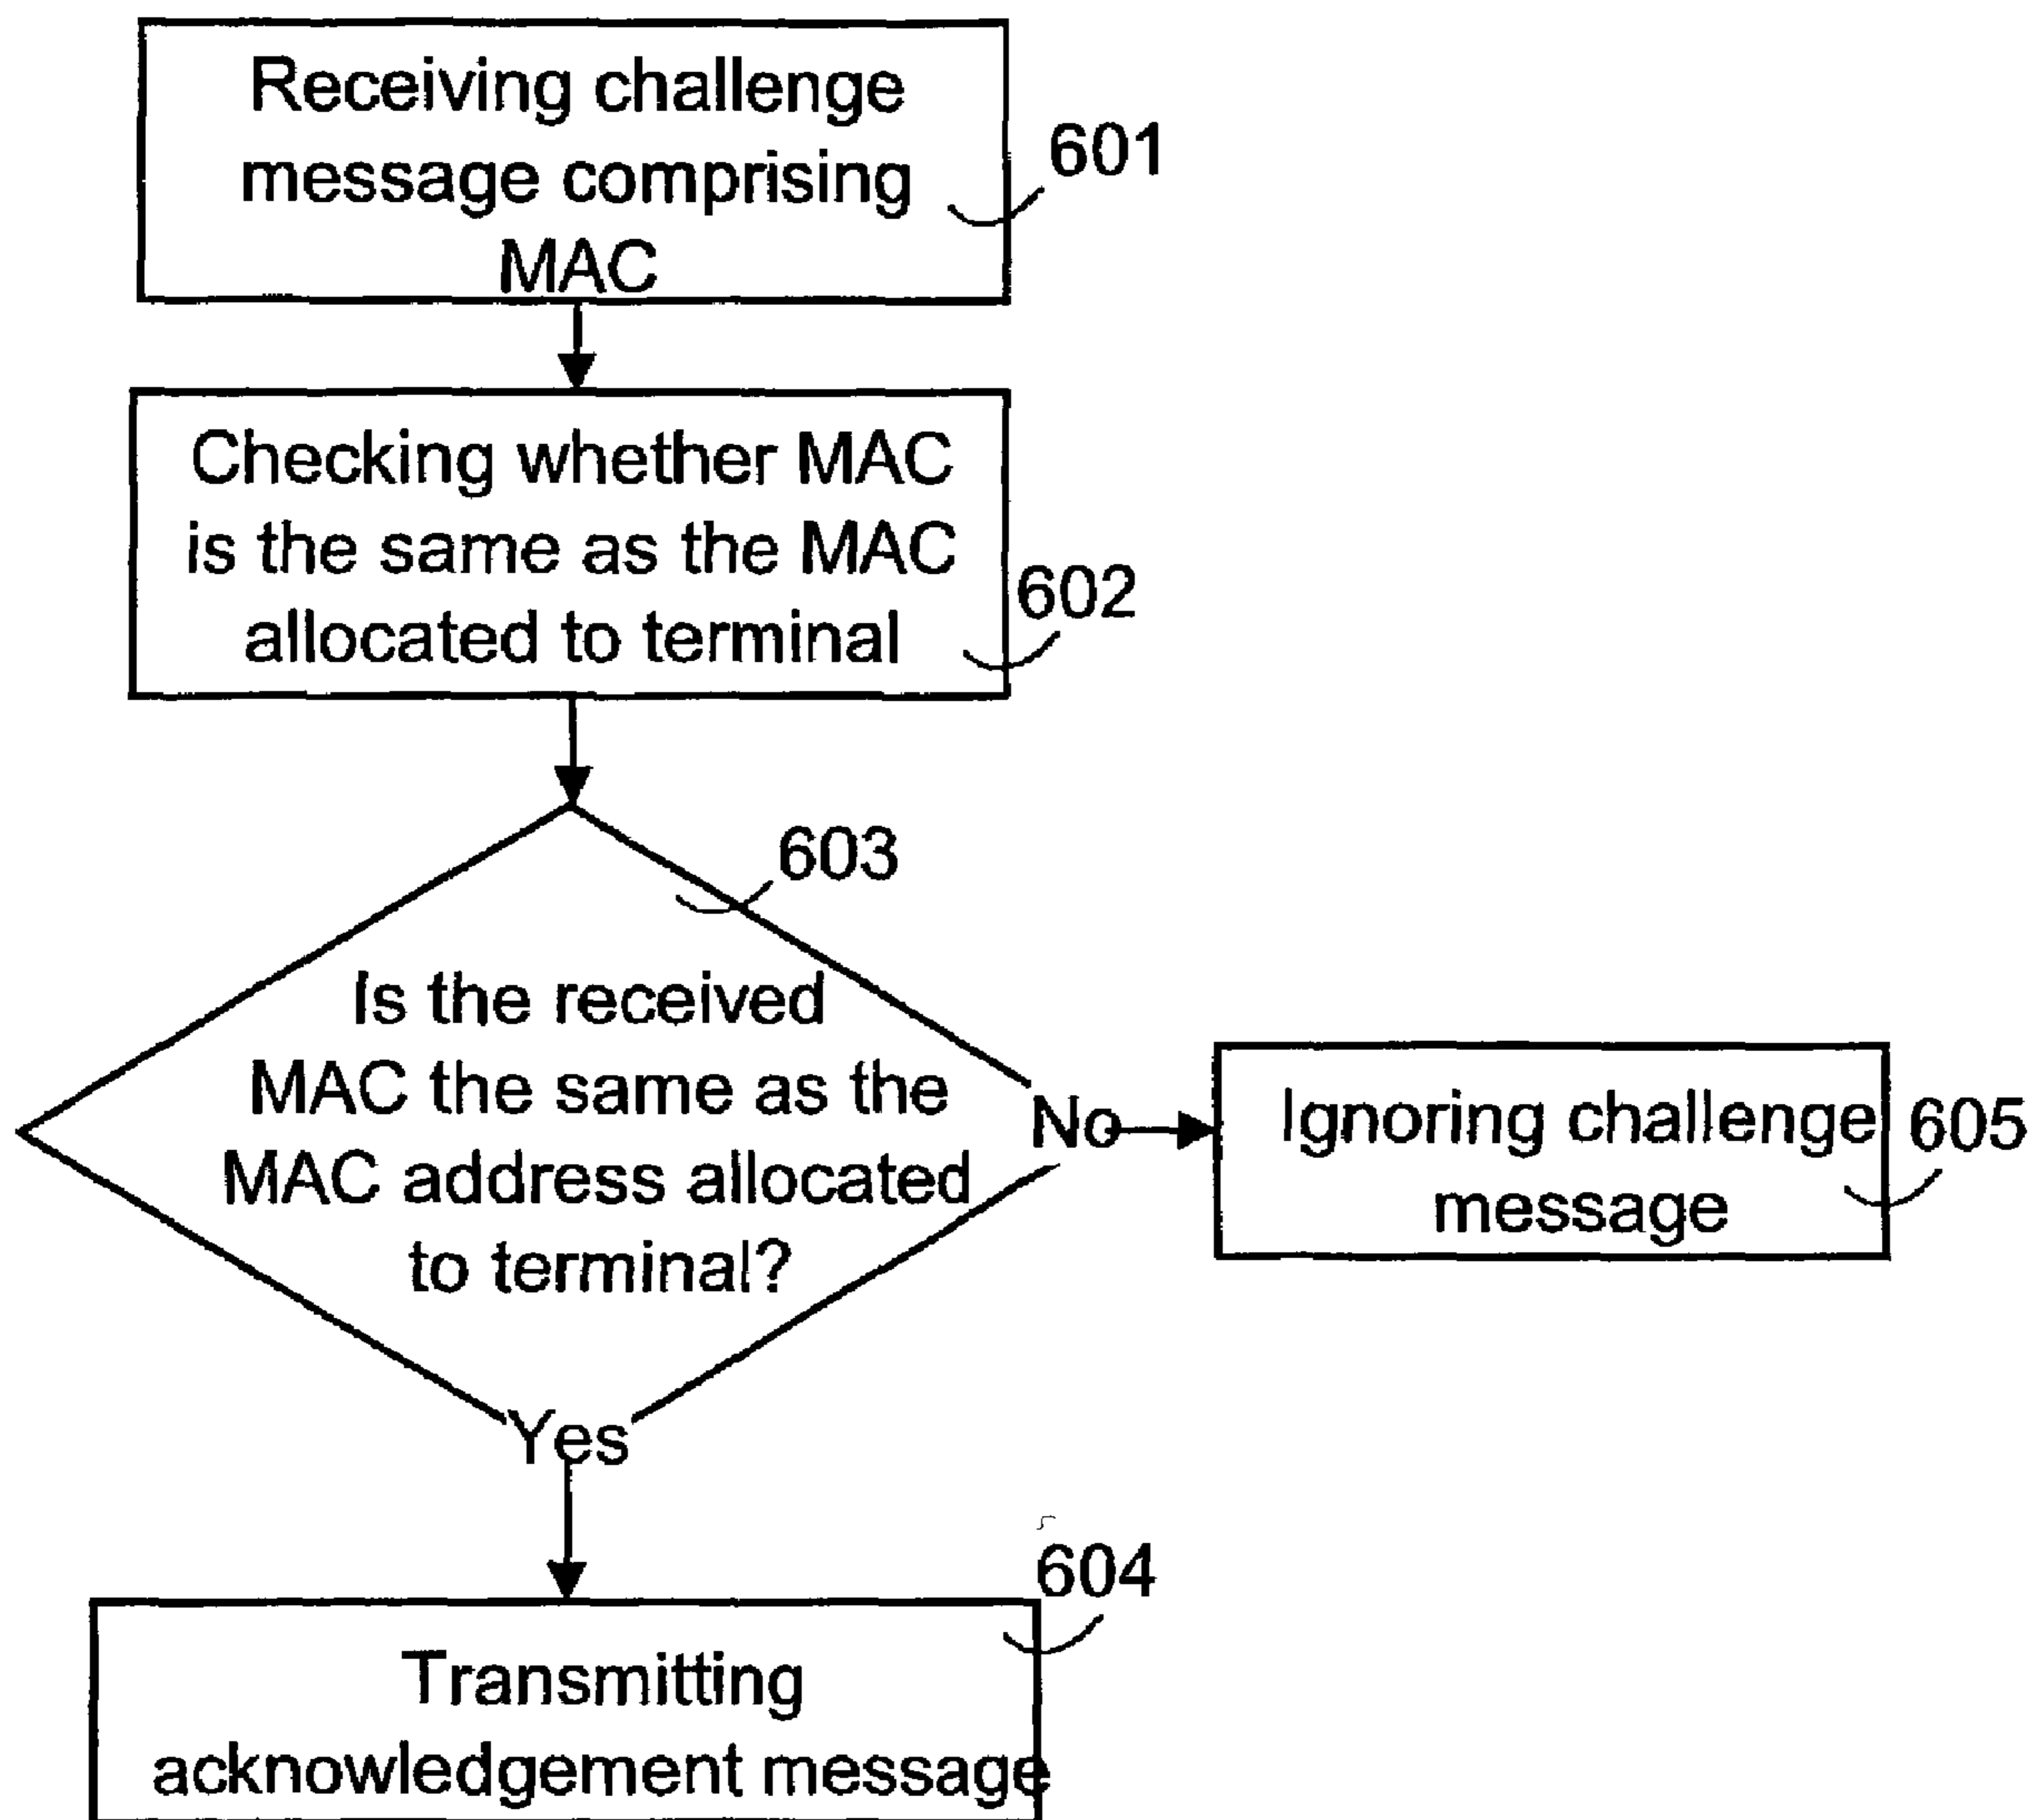 Receiving challenge
message comprising
MAC
601
Checking whether MAC
is the same as the MAC
allocated to terminal
602
603
Is the received
MAC the same as the
MAC address allocated
to terminal?
No
Ignoring challenge
message
605
Yes
604
Transmitting
acknowledgement message